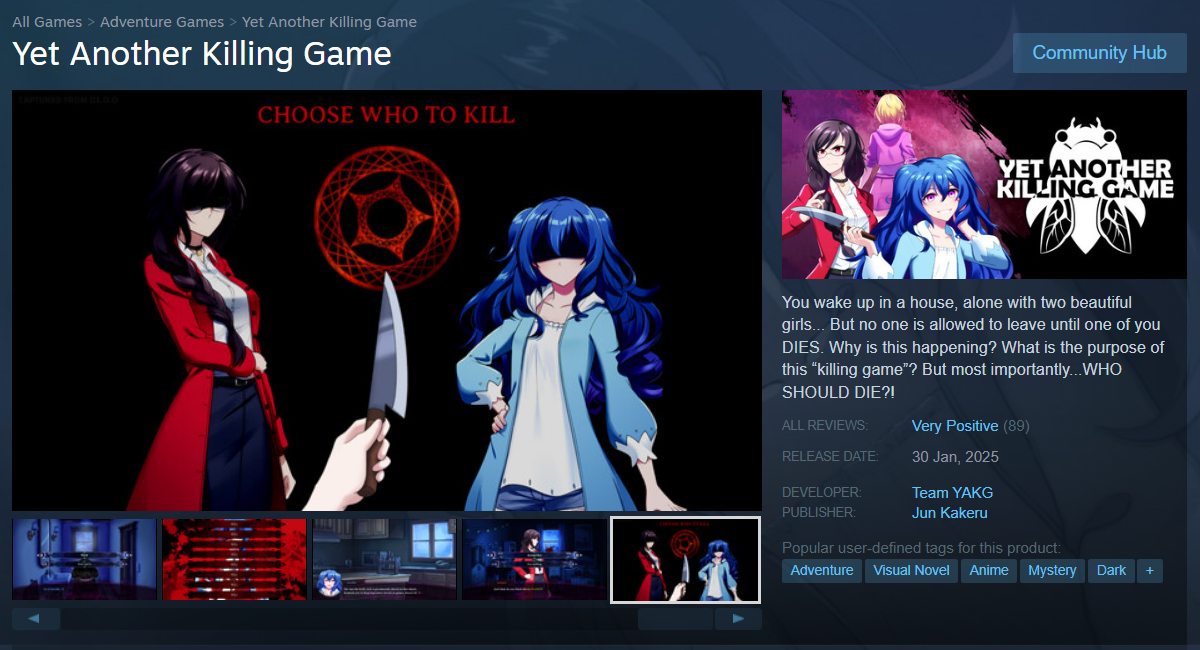 All Games > Adventure Games > Yet Another Killing Game
Yet Another Killing Game
Community Hub
CHOOSE WHO TO KILL
YET ANOTHER
KILLING GAME
You wake up in a house, alone with two beautiful
girls... But no one is allowed to leave until one of you
DIES. Why is this happening? What is the purpose of
this “killing game”? But most importantly...WHO
SHOULD DIE?!
ALL REVIEWS: Very Positive (89)
RELEASE DATE: 30 Jan, 2025
DEVELOPER: Team YAKG
PUBLISHER: Jun Kakeru
Popular user-defined tags for this product:
Adventure Visual Novel Anime Mystery Dark +